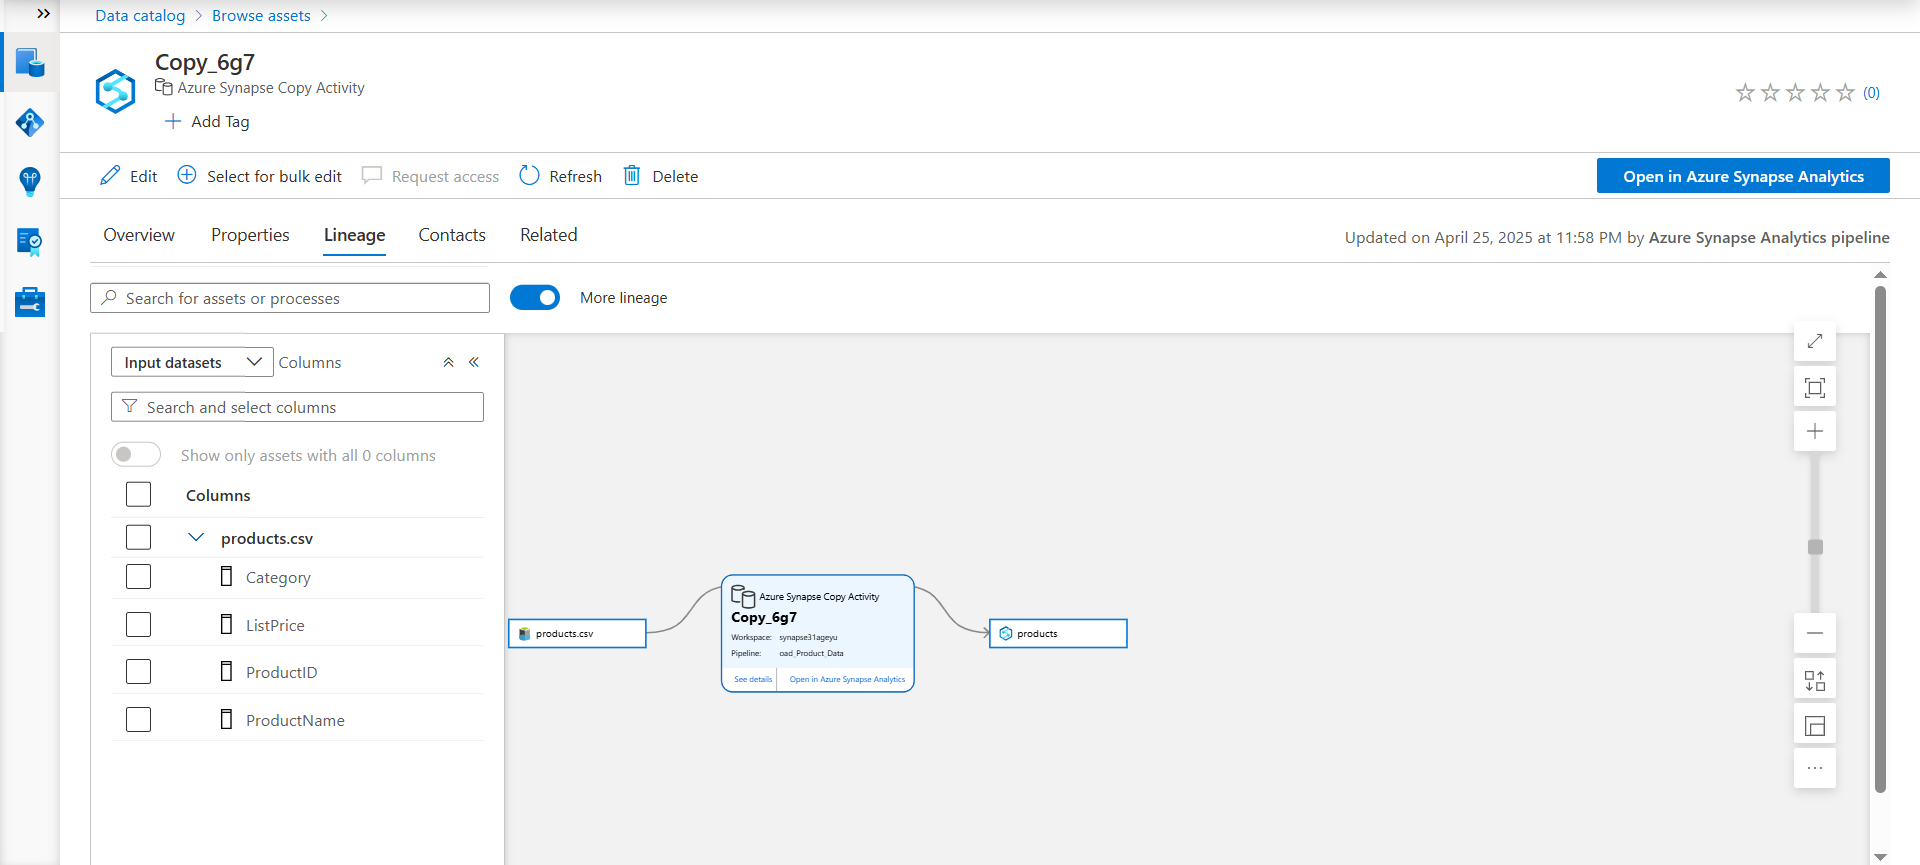 Data catalog > Browse assets >
Copy_6g7
Azure Synapse Copy Activity
Add Tag
(0)
Edit Select for bulk edit Request access Refresh Delete
Open in Azure Synapse Analytics
Overview Properties Lineage Contacts Related
Updated on April 25, 2025 at 11:58 PM by Azure Synapse Analytics pipeline
Search for assets or processes
More lineage
Input datasets Columns
Search and select columns
Show only assets with all 0 columns
Columns
products.csv
Category
ListPrice
ProductID
ProductName
products.csv
Azure Synapse Copy Activity
Copy_6g7
Workspace: synapse31ageyu
Pipeline: oad_Product_Data
See details Open in Azure Synapse Analytics
products